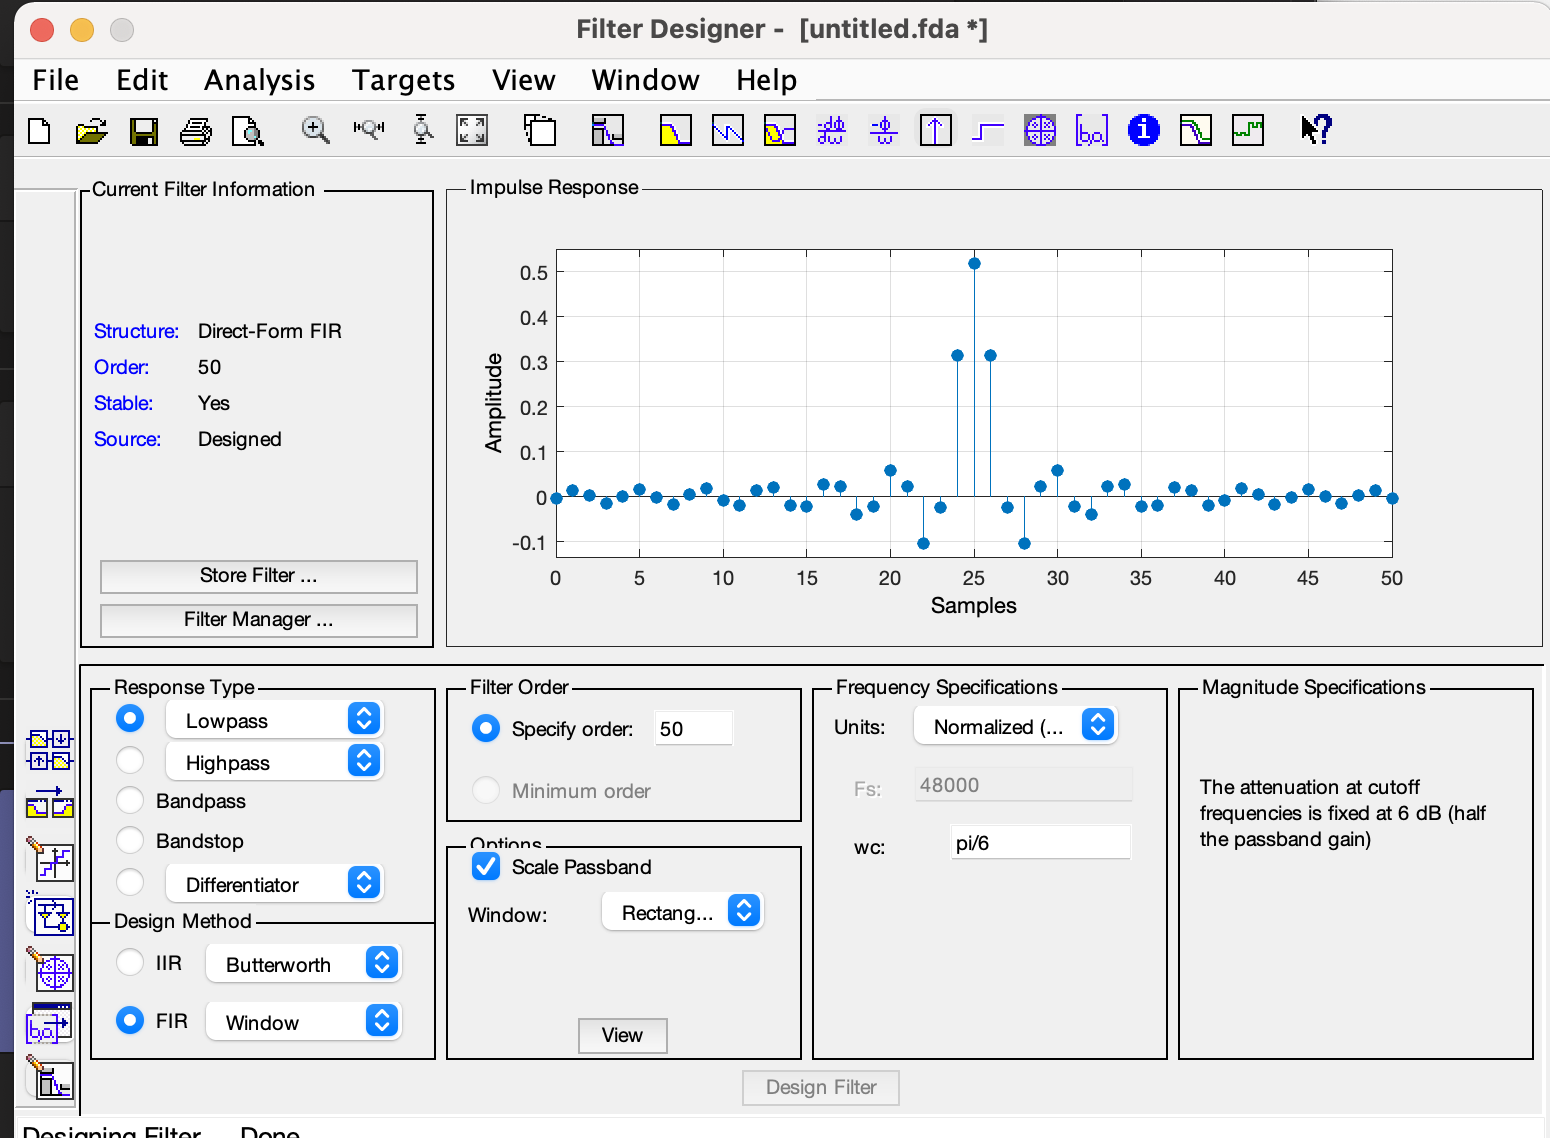 Filter Designer - [untitled.fda *]
File Edit Analysis Targets View Window Help
Current Filter Information
Structure: Direct-Form FIR
Order: 50
Stable: Yes
Source: Designed
Store Filter ...
Filter Manager ...
Impulse Response
0.5
0.4
0.3
0.2
0.1
0
-0.1
Amplitude
0 5 10 15 20 25 30 35 40 45 50
Samples
Response Type
Lowpass
Highpass
Bandpass
Bandstop
Differentiator
Design Method
IIR Butterworth
FIR Window
Filter Order
Specify order: 50
Minimum order
Options
Scale Passband
Window: Rectang...
View
Frequency Specifications
Units: Normalized (...
Fs: 48000
wc: pi/6
Magnitude Specifications
The attenuation at cutoff
frequencies is fixed at 6 dB (half
the passband gain)
Design Filter
Designing Filter ... Done